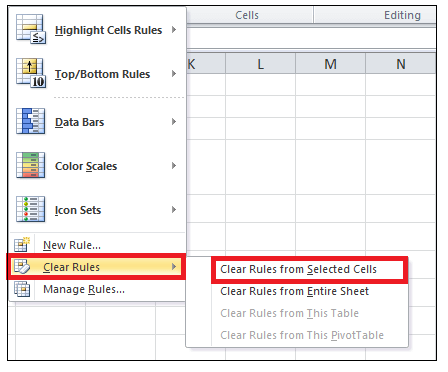 Cells
Editing
Highlight Cells Rules
Top/Bottom Rules
10
K L M N
Data Bars
Color Scales
Icon Sets
New Rule...
Clear Rules
Manage Rules...
Clear Rules from Selected Cells
Clear Rules from Entire Sheet
Clear Rules from This Table
Clear Rules from This PivotTable